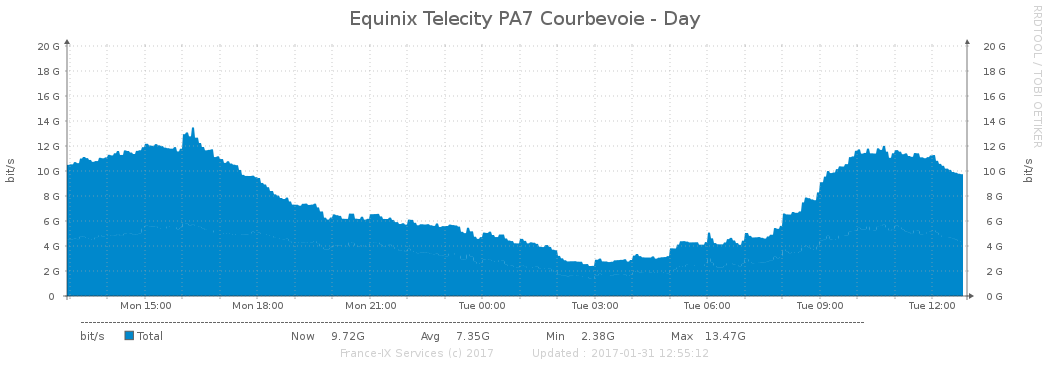 Equinix Telecity PA7 Courbevoie - Day
RRDTOOL / TOBI OETIKER
bit/s
bit/s
20 G 20 G
18 G 18 G
16 G 16 G
14 G 14 G
12 G 12 G
10 G 10 G
8 G 8 G
6 G 6 G
4 G 4 G
2 G 2 G
0 0 G
Mon 15:00 Mon 18:00 Mon 21:00 Tue 00:00 Tue 03:00 Tue 06:00 Tue 09:00 Tue 12:00
bit/s Total Now 9.72G Avg 7.35G Min 2.38G Max 13.47G
France-IX Services (c) 2017 Updated : 2017-01-31 12:55:12